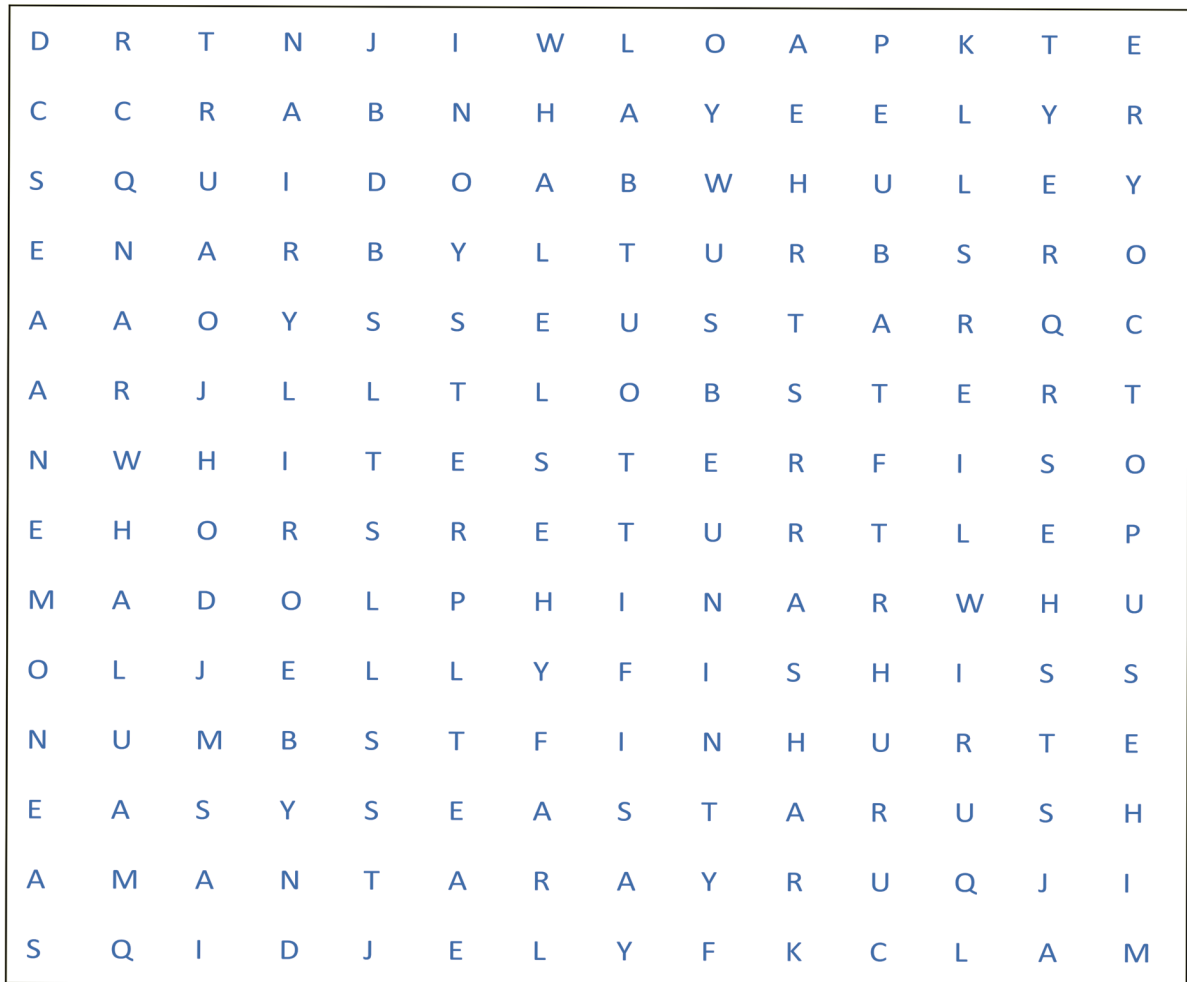 D R T N J I W L O A P K T E
C C R A B N H A Y E E L Y R
S Q U I D O A B W H U L E Y
E N A R B Y L T U R B S R O
A A O Y S S E U S T A R Q C
A R J L L T L O B S T E R T
N W H I T E S T E R F I S O
E H O R S R E T U R T L E P
M A D O L P H I N A R W H U
O L J E L L Y F I S H I S S
N U M B S T F I N H U R T E
E A S Y S E A S T A R U S H
A M A N T A R A Y R U Q J I
S Q I D J E L Y F K C L A M